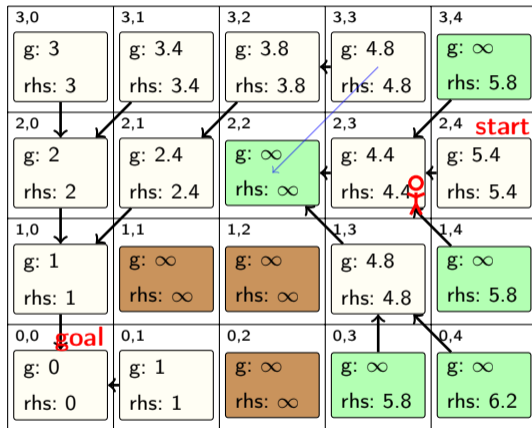 3,0 3,1 3,2 3,3 3,4
g: 3 g: 3.4 g: 3.8 g: 4.8 g: ∞
rhs: 3 rhs: 3.4 rhs: 3.8 rhs: 4.8 rhs: 5.8
2,0 2,1 2,2 2,3 2,4 start
g: 2 g: 2.4 g: ∞ g: 4.4 g: 5.4
rhs: 2 rhs: 2.4 rhs: ∞ rhs: 4.4 rhs: 5.4
1,0 1,1 1,2 1,3 1,4
g: 1 g: ∞ g: ∞ g: 4.8 g: ∞
rhs: 1 rhs: ∞ rhs: ∞ rhs: 4.8 rhs: 5.8
0,0 goal 0,1 0,2 0,3 0,4
g: 0 g: 1 g: ∞ g: ∞ g: ∞
rhs: 0 rhs: 1 rhs: ∞ rhs: 5.8 rhs: 6.2